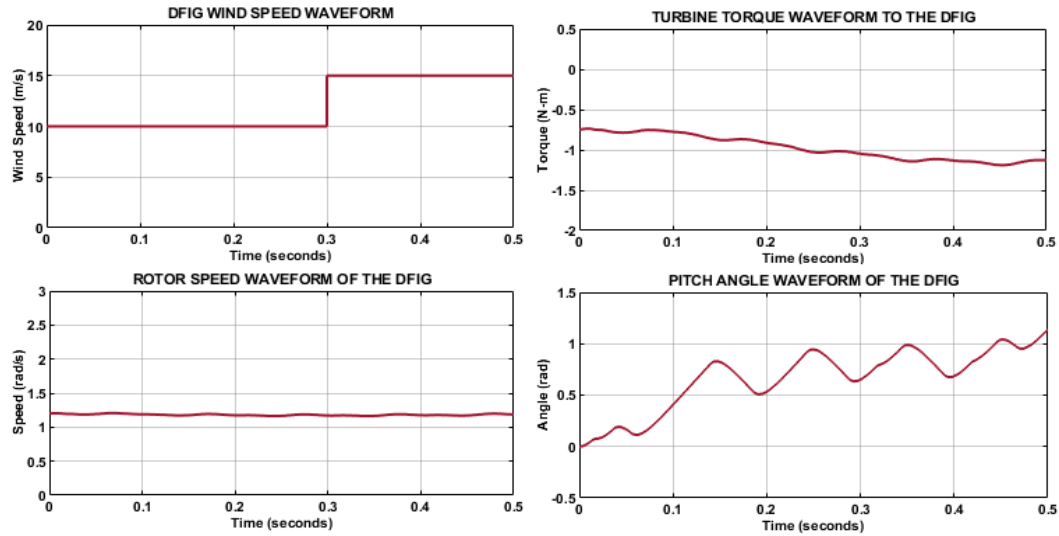 DFIG WIND SPEED WAVEFORM
20
15
10
5
0
Wind Speed (m/s)
0 0.1 0.2 0.3 0.4 0.5
Time (seconds)
TURBINE TORQUE WAVEFORM TO THE DFIG
0.5
0
-0.5
-1
-1.5
-2
Torque (N-m)
0 0.1 0.2 0.3 0.4 0.5
Time (seconds)
ROTOR SPEED WAVEFORM OF THE DFIG
3
2.5
2
1.5
1
0.5
0
Speed (rad/s)
0 0.1 0.2 0.3 0.4 0.5
Time (seconds)
PITCH ANGLE WAVEFORM OF THE DFIG
1.5
1
0.5
0
-0.5
Angle (rad)
0 0.1 0.2 0.3 0.4 0.5
Time (seconds)